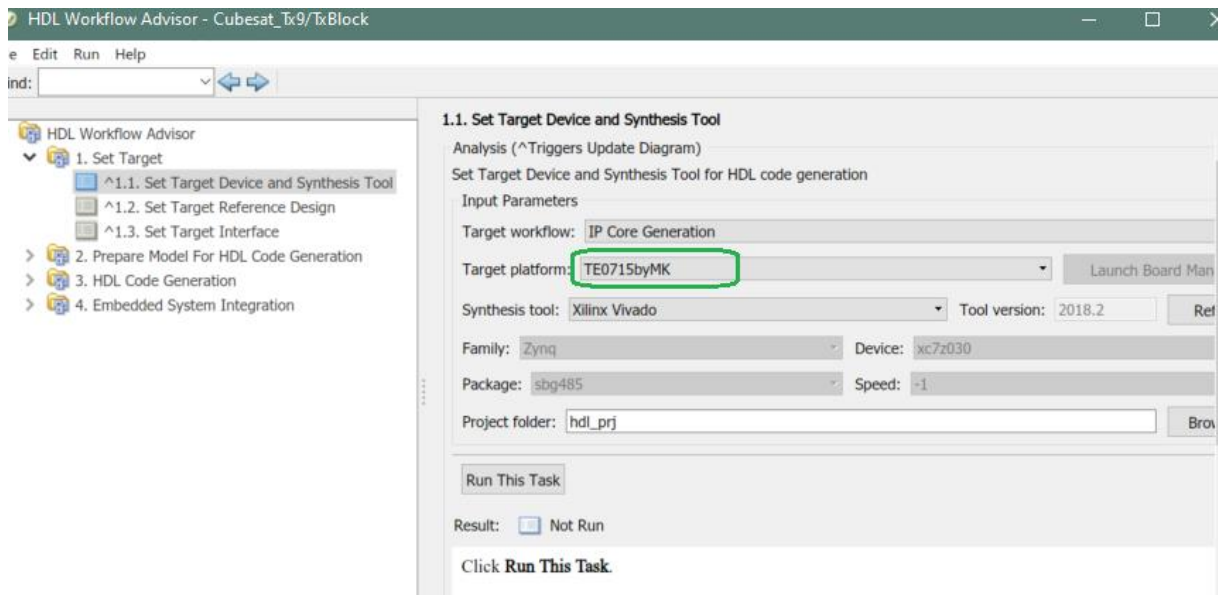 HDL Workflow Advisor - Cubesat_Tx9/TxBlock
e Edit Run Help
ind:
HDL Workflow Advisor
1. Set Target
^1.1. Set Target Device and Synthesis Tool
^1.2. Set Target Reference Design
^1.3. Set Target Interface
2. Prepare Model For HDL Code Generation
3. HDL Code Generation
4. Embedded System Integration
1.1. Set Target Device and Synthesis Tool
Analysis (^Triggers Update Diagram)
Set Target Device and Synthesis Tool for HDL code generation
Input Parameters
Target workflow: IP Core Generation
Target platform: TE0715byMK Launch Board Man
Synthesis tool: Xilinx Vivado Tool version: 2018.2 Ref
Family: Zynq Device: xc7z030
Package: sbg485 Speed: -1
Project folder: hdl_prj Brow
Run This Task
Result: Not Run
Click Run This Task.